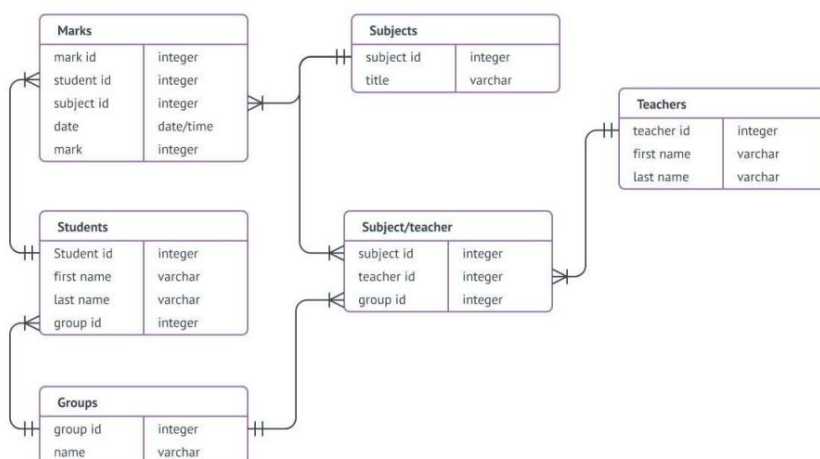 Marks
mark id integer
student id integer
subject id integer
date date/time
mark integer
Subjects
subject id integer
title varchar
Teachers
teacher id integer
first name varchar
last name varchar
Students
Student id integer
first name varchar
last name varchar
group id integer
Subject/teacher
subject id integer
teacher id integer
group id integer
Groups
group id integer
name varchar